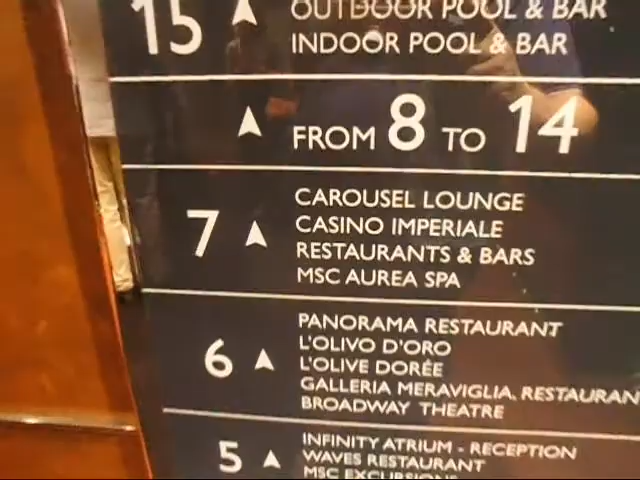 15 OUTDOOR POOL & BAR
INDOOR POOL & BAR
FROM 8 TO 14
7 CAROUSEL LOUNGE
CASINO IMPERIALE
RESTAURANTS & BARS
MSC AUREA SPA
6 PANORAMA RESTAURANT
L'OLIVO D'ORO
L'OLIVE DORÉE
GALLERIA MERAVIGLIA, RESTAURAN
BROADWAY THEATRE
5 INFINITY ATRIUM - RECEPTION
WAVES RESTAURANT
MSC EXCURSIONS